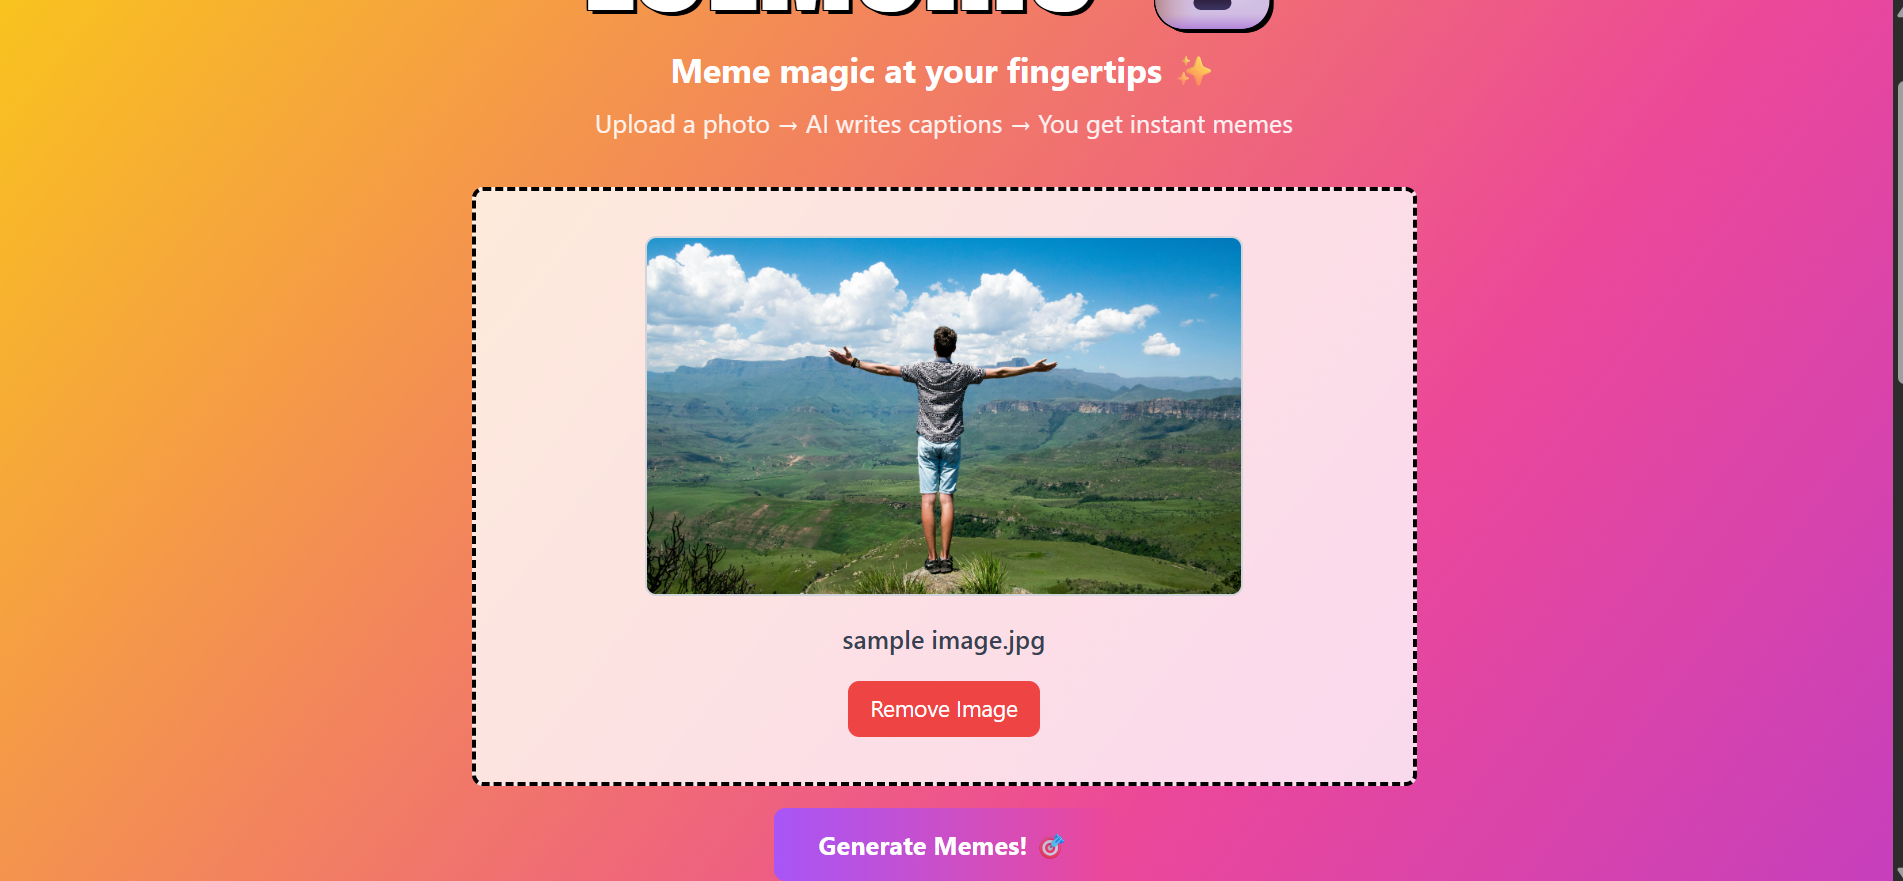 Meme magic at your fingertips ✨
Upload a photo → AI writes captions → You get instant memes
sample image.jpg
Remove Image
Generate Memes! 🎯